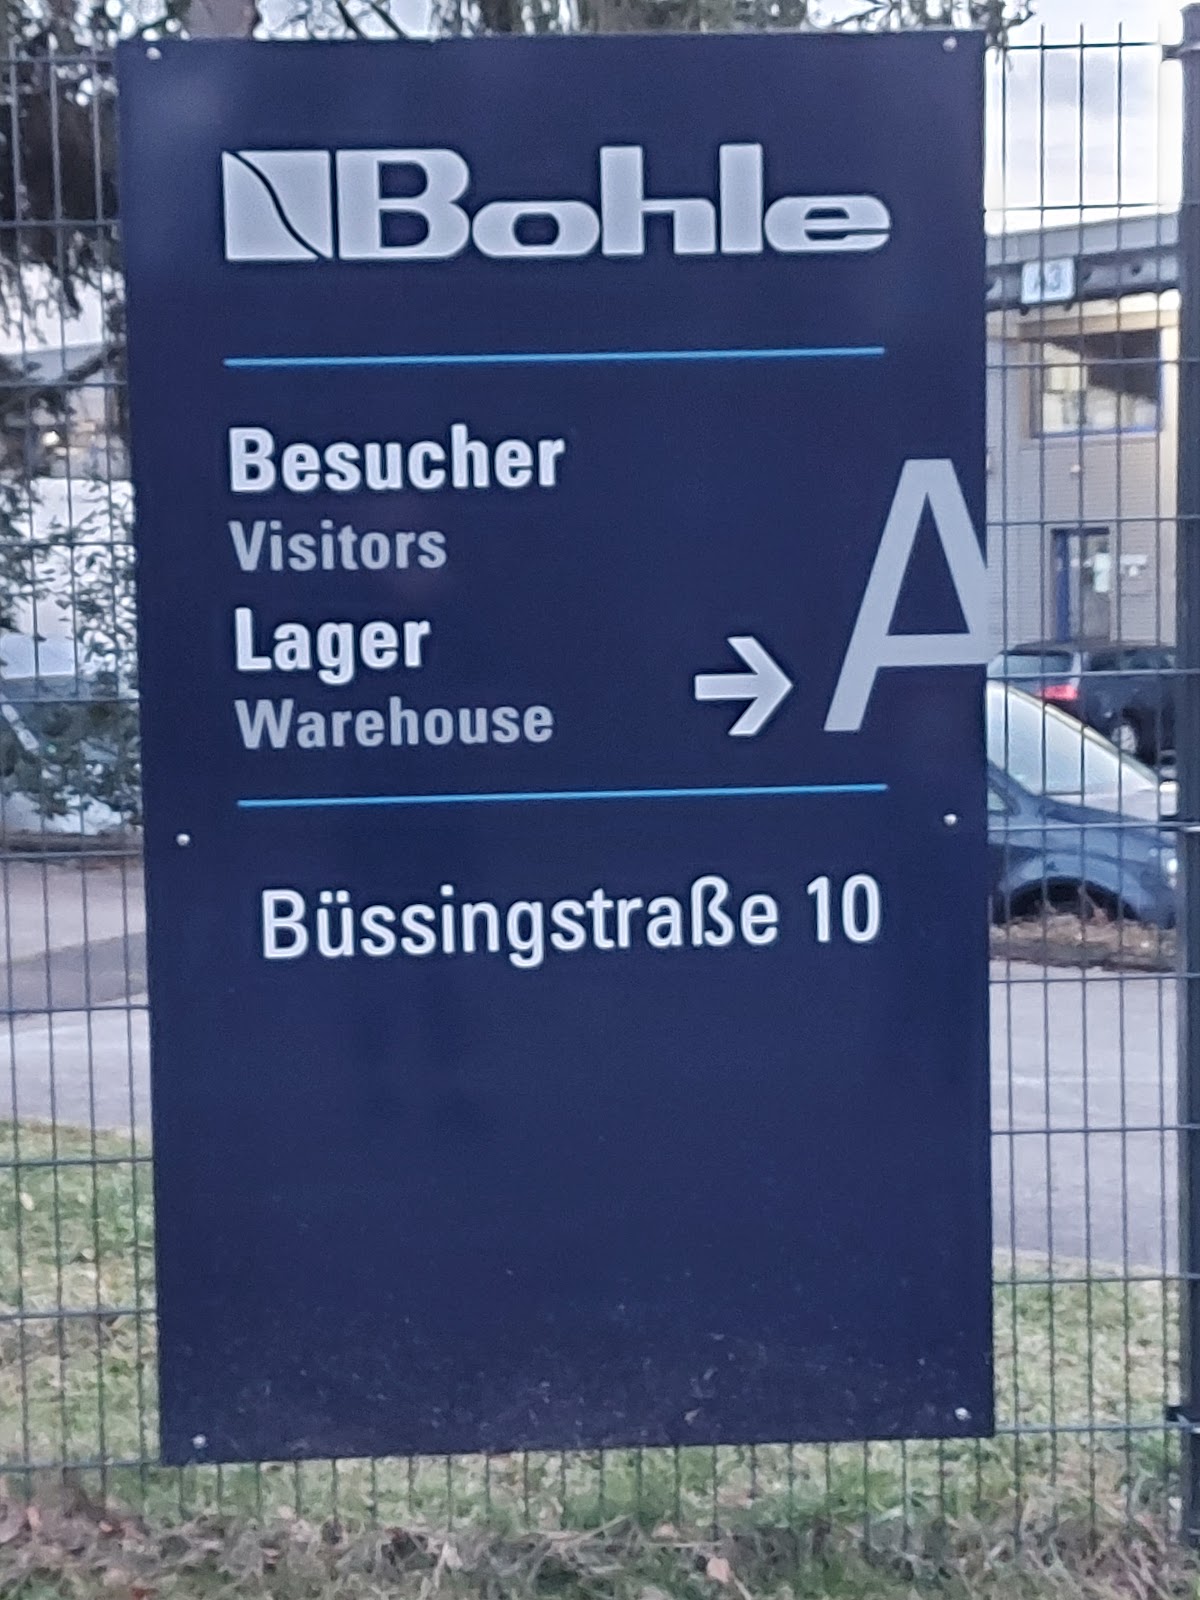 Bohle
Besucher
Visitors
Lager
Warehouse
A
Büssingstraße 10
A3